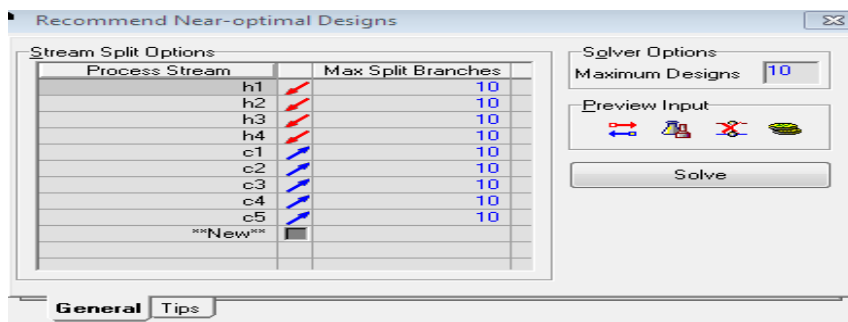 Recommend Near-optimal Designs
Stream Split Options
Process Stream Max Split Branches
h1 10
h2 10
h3 10
h4 10
c1 10
c2 10
c3 10
c4 10
c5 10
**New**
Solver Options
Maximum Designs 10
Preview Input
Solve
General Tips